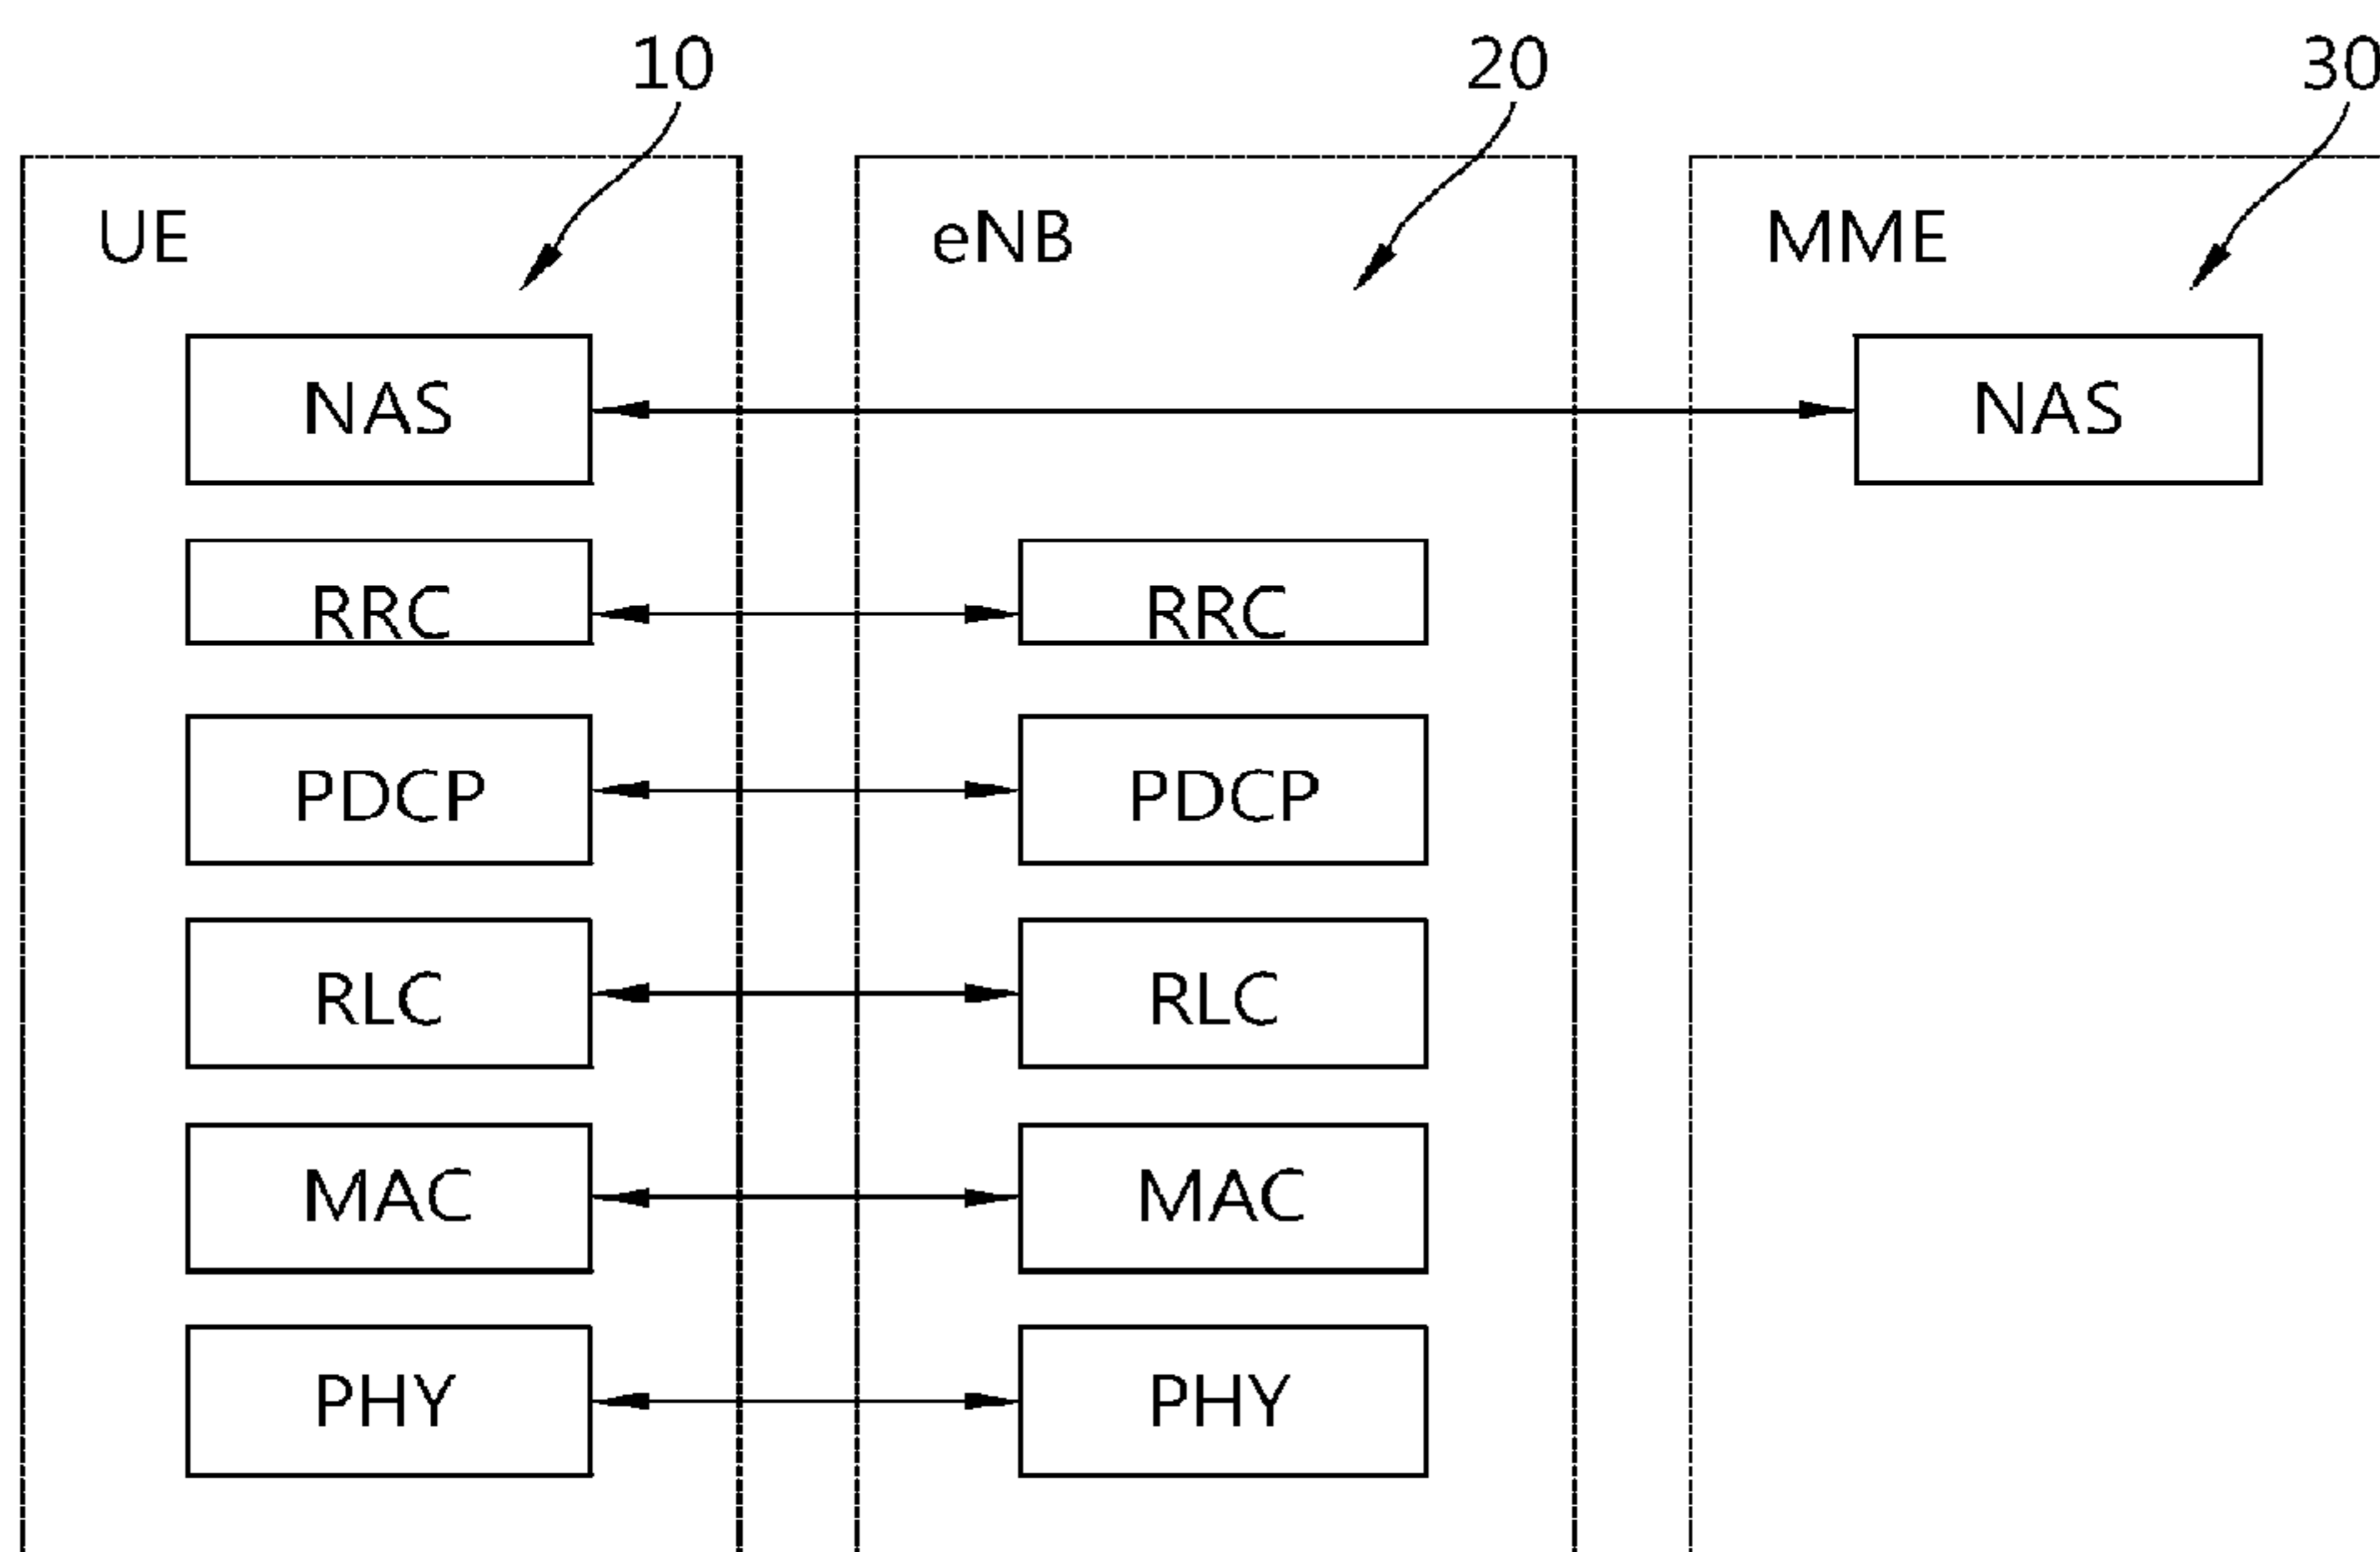 10 20 30
UE eNB MME
NAS NAS
RRC RRC
PDCP PDCP
RLC RLC
MAC MAC
PHY PHY